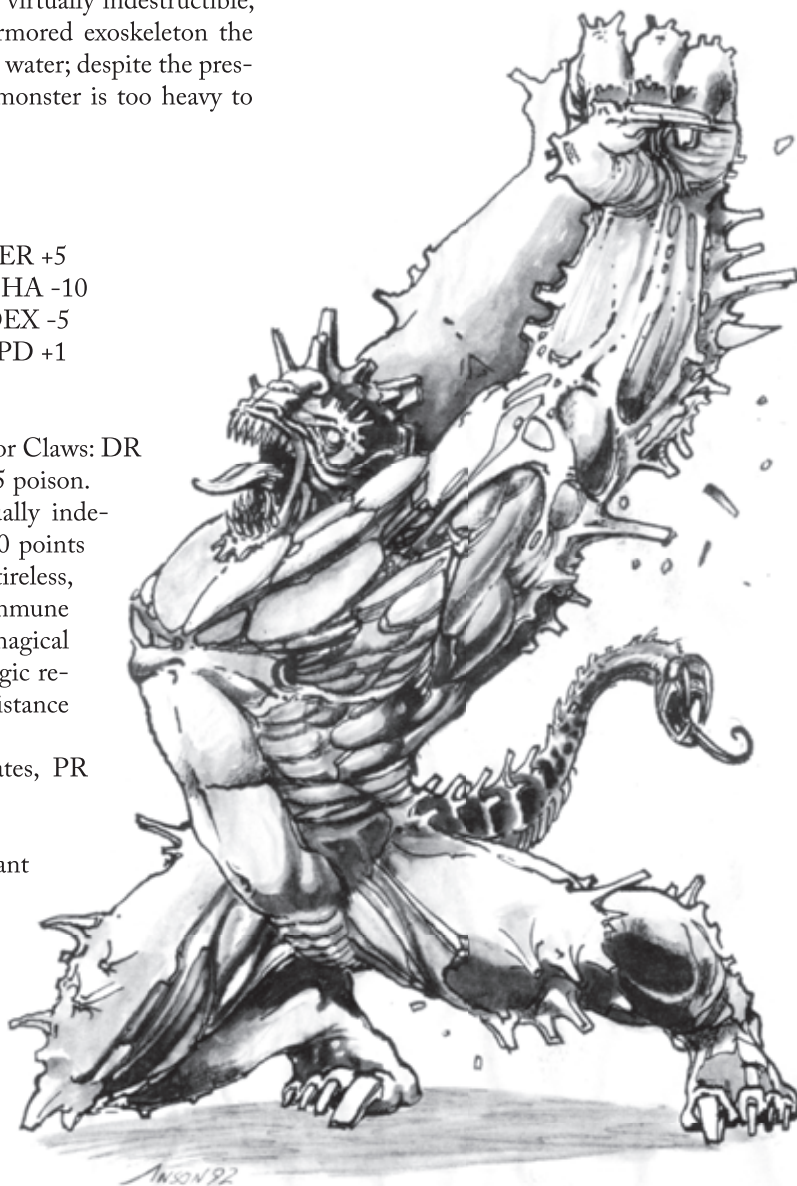 virtually indestructible,
rmored exoskeleton the
water; despite the pres-
monster is too heavy to
ER +5
HA -10
DEX -5
PD +1
or Claws: DR
5 poison.
ally inde-
0 points
tireless,
mmune
magical
gic re-
istance
ates, PR
ant
ANSON 92